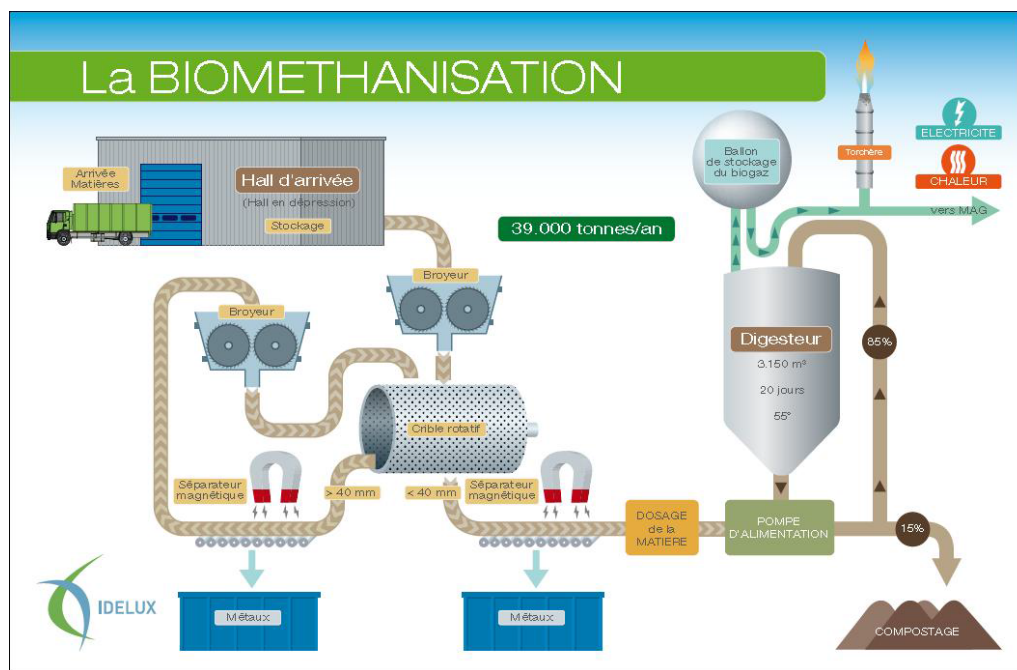 La BIOMETHANISATION
Arrivée
Matières
Hall d'arrivée
(Hall en dépression)
Stockage
39.000 tonnes/an
Ballon
de stockage
du biogaz
Torchère
ELECTRICITE
CHALEUR
vers MAG
Broyeur
Broyeur
Crible rotatif
Digesteur
3.150 m³
20 jours
55°
85%
Séparateur
magnétique
> 40 mm
< 40 mm
Séparateur
magnétique
DOSAGE
de la
MATIERE
POMPE
D'ALIMENTATION
15%
IDELUX
Métaux
Métaux
COMPOSTAGE